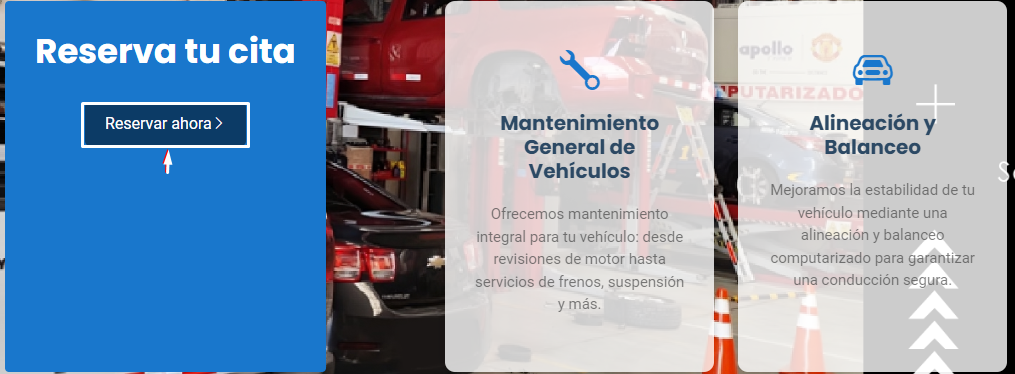 Reserva tu cita
Reservar ahora
Mantenimiento
General de
Vehículos
Ofrecemos mantenimiento
integral para tu vehículo: desde
revisiones de motor hasta
servicios de frenos, suspensión
y más.
apollo
PUTARIZADO
Alineación y
Balanceo
Mejoramos la estabilidad de tu
vehículo mediante una
alineación y balanceo
computarizado para garantizar
una conducción segura.